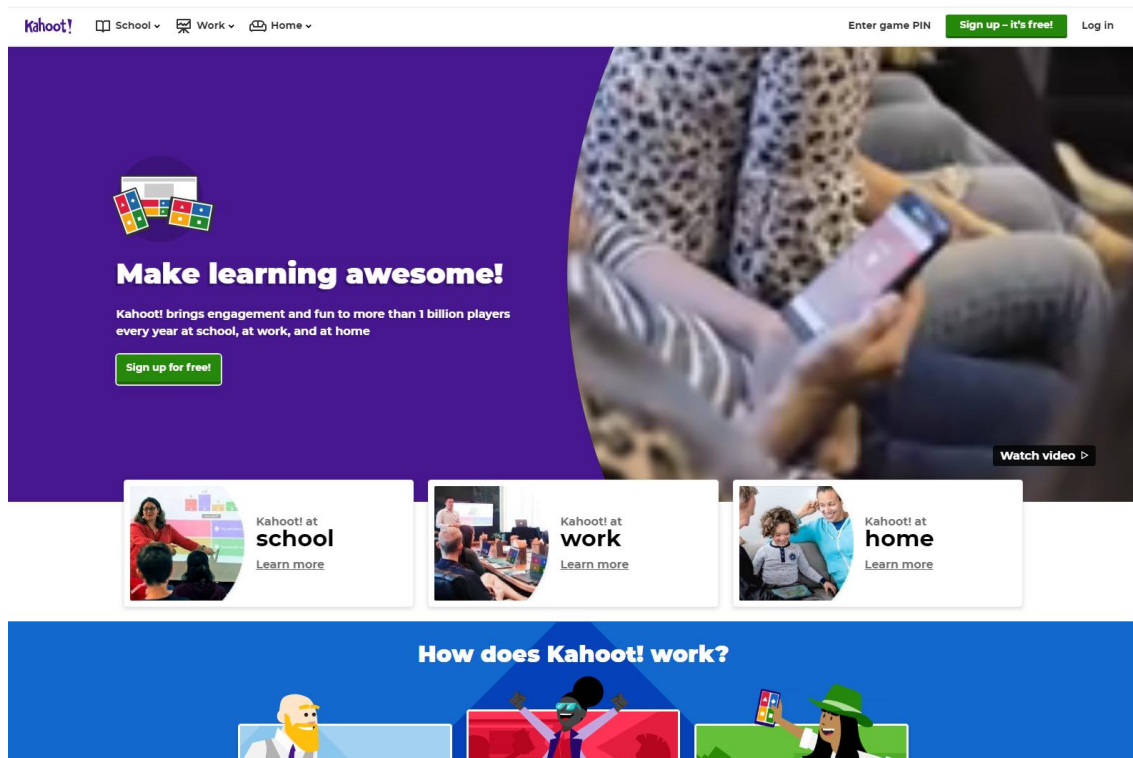 Kahoot! School Work Home Enter game PIN Sign up – it's free! Log in
Make learning awesome!
Kahoot! brings engagement and fun to more than 1 billion players
every year at school, at work, and at home
Sign up for free!
Watch video
Kahoot! at
school
Learn more
Kahoot! at
work
Learn more
Kahoot! at
home
Learn more
How does Kahoot! work?